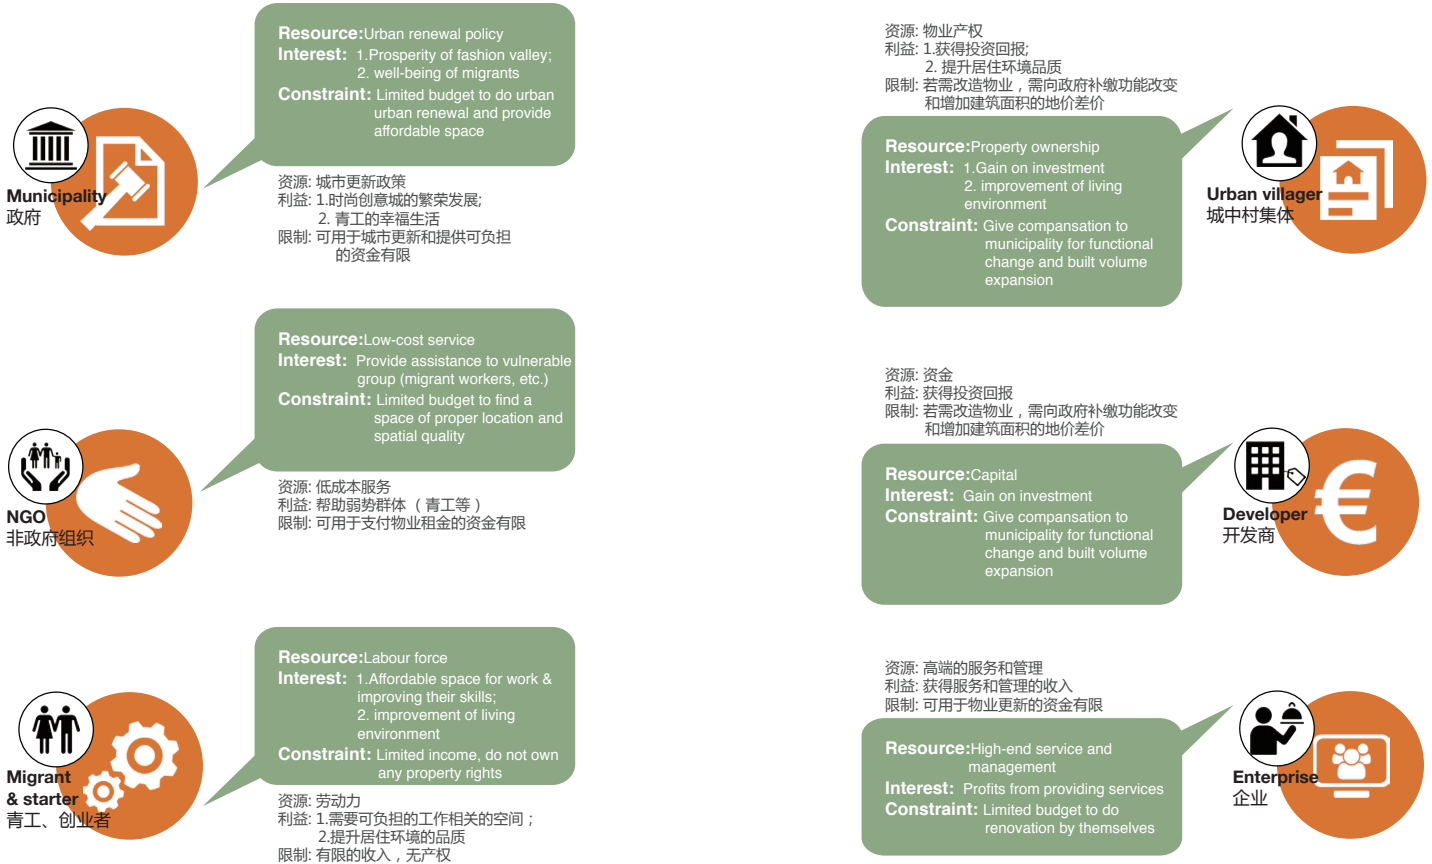 Resource:Urban renewal policy
Interest: 1.Prosperity of fashion valley;
2. well-being of migrants
Constraint: Limited budget to do urban
urban renewal and provide
affordable space
Municipality
政府
资源: 城市更新政策
利益: 1.时尚创意城的繁荣发展;
2. 青工的幸福生活
限制: 可用于城市更新和提供可负担
的资金有限
Resource:Low-cost service
Interest: Provide assistance to vulnerable
group (migrant workers, etc.)
Constraint: Limited budget to find a
space of proper location and
spatial quality
NGO
非政府组织
资源: 低成本服务
利益: 帮助弱势群体 （ 青工等 ）
限制: 可用于支付物业租金的资金有限
Resource:Labour force
Interest: 1.Affordable space for work &
improving their skills;
2. improvement of living
environment
Constraint: Limited income, do not own
any property rights
Migrant
& starter
青工、创业者
资源: 劳动力
利益: 1.需要可负担的工作相关的空间；
2.提升居住环境的品质
限制: 有限的收入，无产权
资源: 物业产权
利益: 1.获得投资回报;
2. 提升居住环境品质
限制: 若需改造物业，需向政府补缴功能改变
和增加建筑面积的地价差价
Resource:Property ownership
Interest: 1.Gain on investment
2. improvement of living
environment
Constraint: Give compansation to
municipality for functional
change and built volume
expansion
Urban villager
城中村集体
资源: 资金
利益: 获得投资回报
限制: 若需改造物业，需向政府补缴功能改变
和增加建筑面积的地价差价
Resource:Capital
Interest: Gain on investment
Constraint: Give compansation to
municipality for functional
change and built volume
expansion
Developer
开发商
€
资源: 高端的服务和管理
利益: 获得服务和管理的收入
限制: 可用于物业更新的资金有限
Resource:High-end service and
management
Interest: Profits from providing services
Constraint: Limited budget to do
renovation by themselves
Enterprise
企业